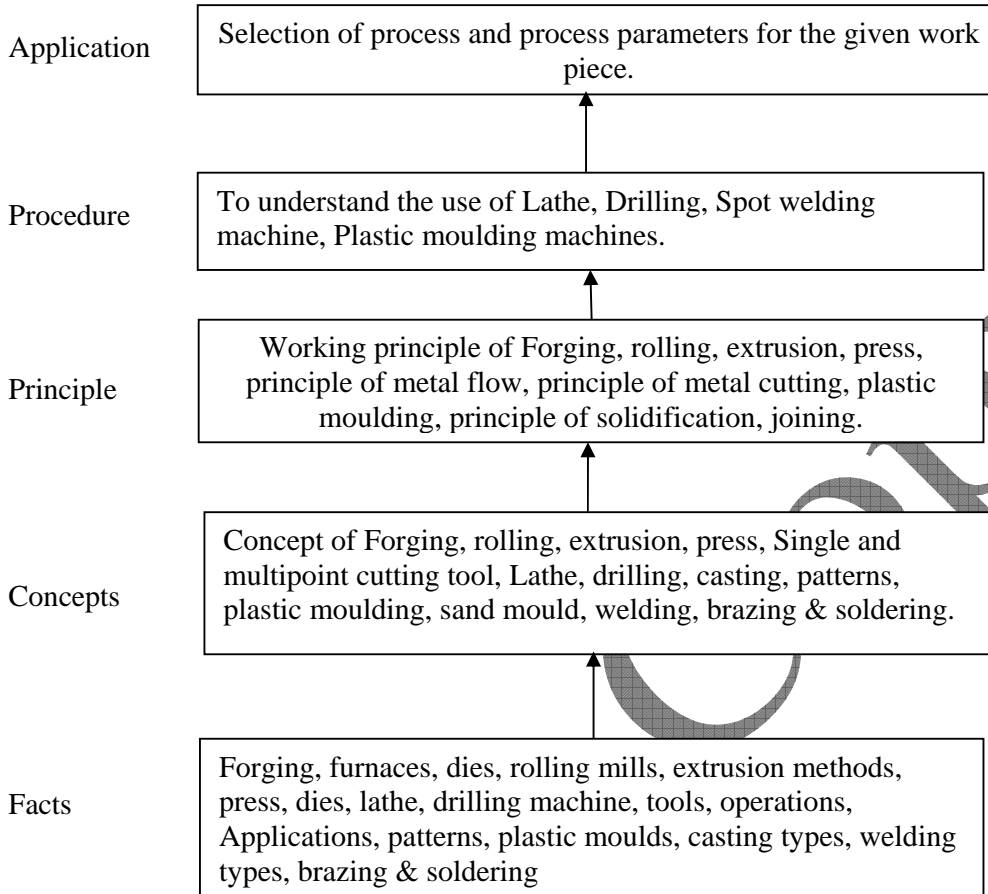 Application
Selection of process and process parameters for the given work
piece.
Procedure
To understand the use of Lathe, Drilling, Spot welding
machine, Plastic moulding machines.
Principle
Working principle of Forging, rolling, extrusion, press,
principle of metal flow, principle of metal cutting, plastic
moulding, principle of solidification, joining.
Concepts
Concept of Forging, rolling, extrusion, press, Single and
multipoint cutting tool, Lathe, drilling, casting, patterns,
plastic moulding, sand mould, welding, brazing & soldering.
Facts
Forging, furnaces, dies, rolling mills, extrusion methods,
press, dies, lathe, drilling machine, tools, operations,
Applications, patterns, plastic moulds, casting types, welding
types, brazing & soldering